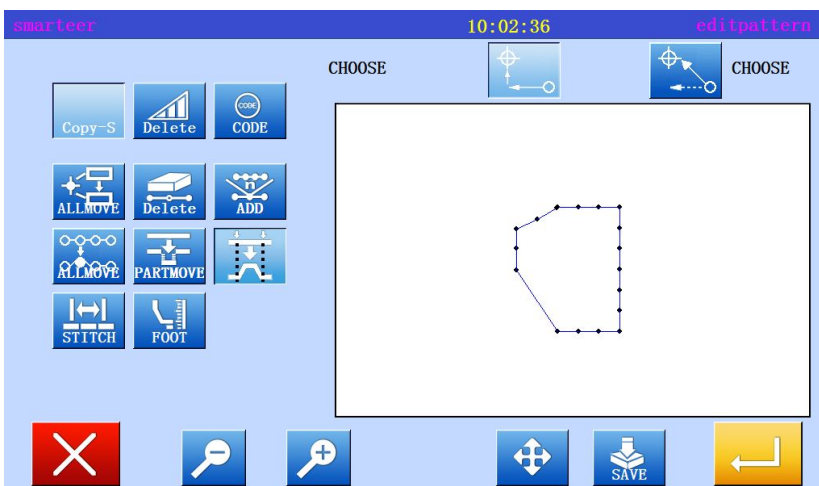 smarteer 10:02:36 editpattern
CHOOSE CHOOSE
Copy-S Delete CODE CODE
ALLMOVE Delete n ADD
ALLMOVE PARTMOVE
STITCH FOOT
SAVE